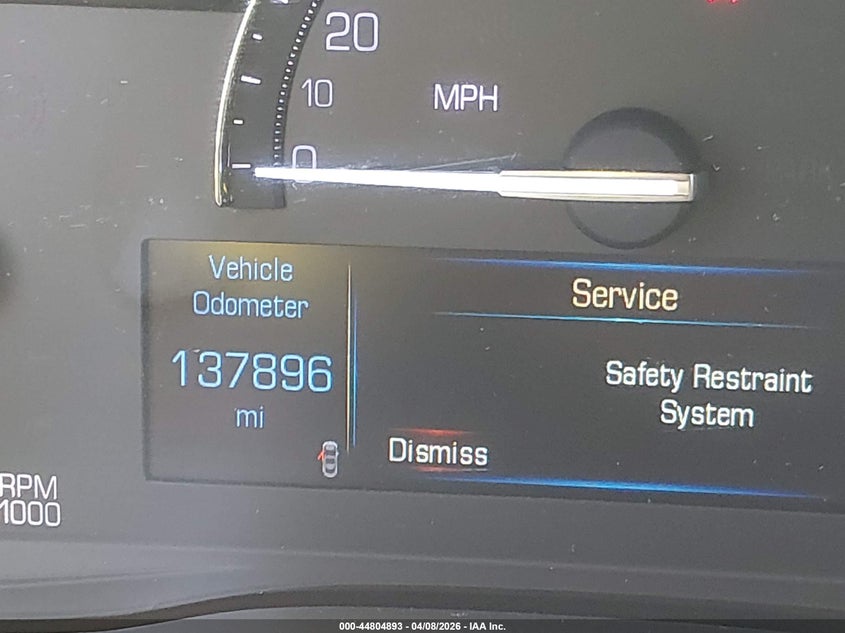 20
10
MPH
0
Vehicle
Odometer
137896
mi
Service
Safety Restraint
System
Dismiss
RPM
1000
000-44804893 - 04/08/2026 - IAA Inc.